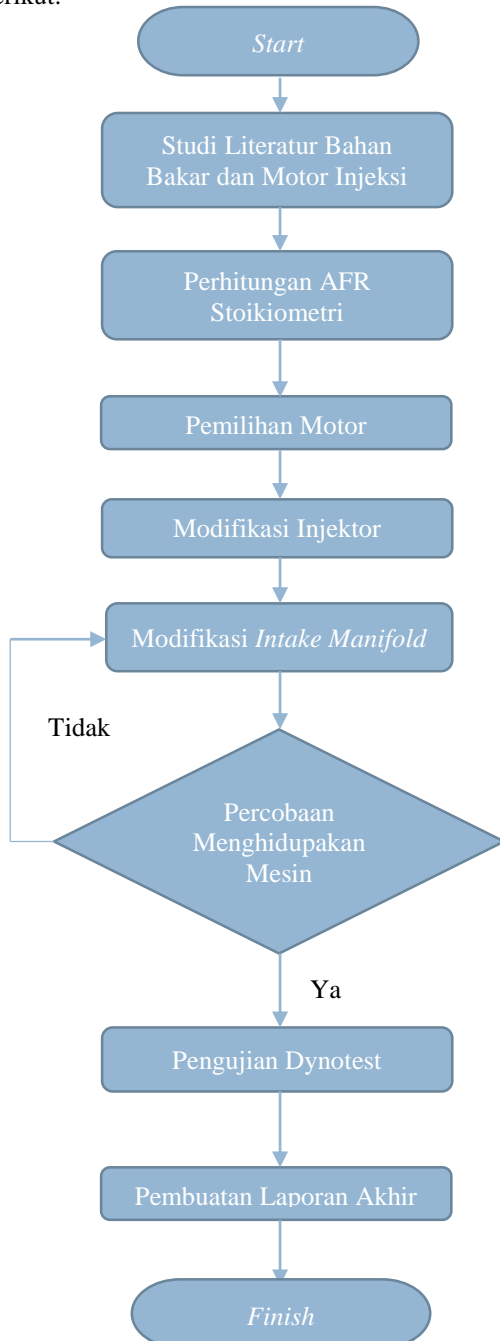 Start
Studi Literatur Bahan
Bakar dan Motor Injeksi
Perhitungan AFR
Stoikiometri
Pemilihan Motor
Modifikasi Injektor
Modifikasi Intake Manifold
Tidak
Percobaan
Menghidupakan
Mesin
Ya
Pengujian Dynotest
Pembuatan Laporan Akhir
Finish